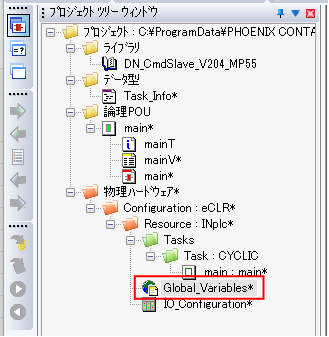 プロジェクト ツリー ウィンドウ
プロジェクト : C:¥ProgramData¥PHOENIX CONTA
ライブラリ
DN_CmdSlave_V204_MP55
データ型
Task_Info*
論理POU
main*
mainT
mainV*
main*
物理ハードウェア*
Configuration : eCLR*
Resource : INplc*
Tasks
Task : CYCLIC
main : main*
Global_Variables*
IO_Configuration*